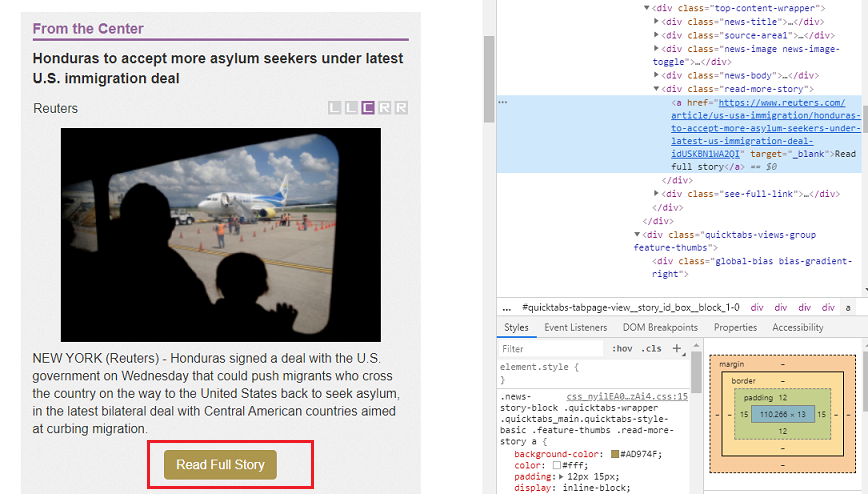 From the Center
Honduras to accept more asylum seekers under latest
U.S. immigration deal
Reuters
L L C R R
NEW YORK (Reuters) - Honduras signed a deal with the U.S.
government on Wednesday that could push migrants who cross
the country on the way to the United States back to seek asylum,
in the latest bilateral deal with Central American countries aimed
at curbing migration.
Read Full Story
▼<div class="top-content-wrapper">
▶<div class="news-title">…</div>
▶<div class="source-area1">…</div>
▶<div class="news-image news-image-
toggle">…</div>
▶<div class="news-body">…</div>
▼<div class="read-more-story">
… <a href="https://www.reuters.com/
article/us-usa-immigration/honduras-
to-accept-more-asylum-seekers-under-
latest-us-immigration-deal-
idUSKBN1WA2QI" target="_blank">Read
full story</a> == $0
</div>
▶<div class="see-full-link">…</div>
</div>
</div>
▼<div class="quicktabs-views-group
feature-thumbs">
<div class="global-bias bias-gradient-
right">
... #quicktabs-tabpage-view__story_id_box__block_1-0 div div div div a
Styles Event Listeners DOM Breakpoints Properties Accessibility
Filter :hov .cls +
element.style {
}
.news- css_nyilEA0…zAi4.css:15
story-block .quicktabs-wrapper
.quicktabs_main.quicktabs-style-
basic .feature-thumbs .read-more-
story a {
background-color: #AD974F;
color: #fff;
padding: ▶ 12px 15px;
display: inline-block;
margin –
border –
padding 12
– – 15 110.266 × 13 15 – –
12
–
–